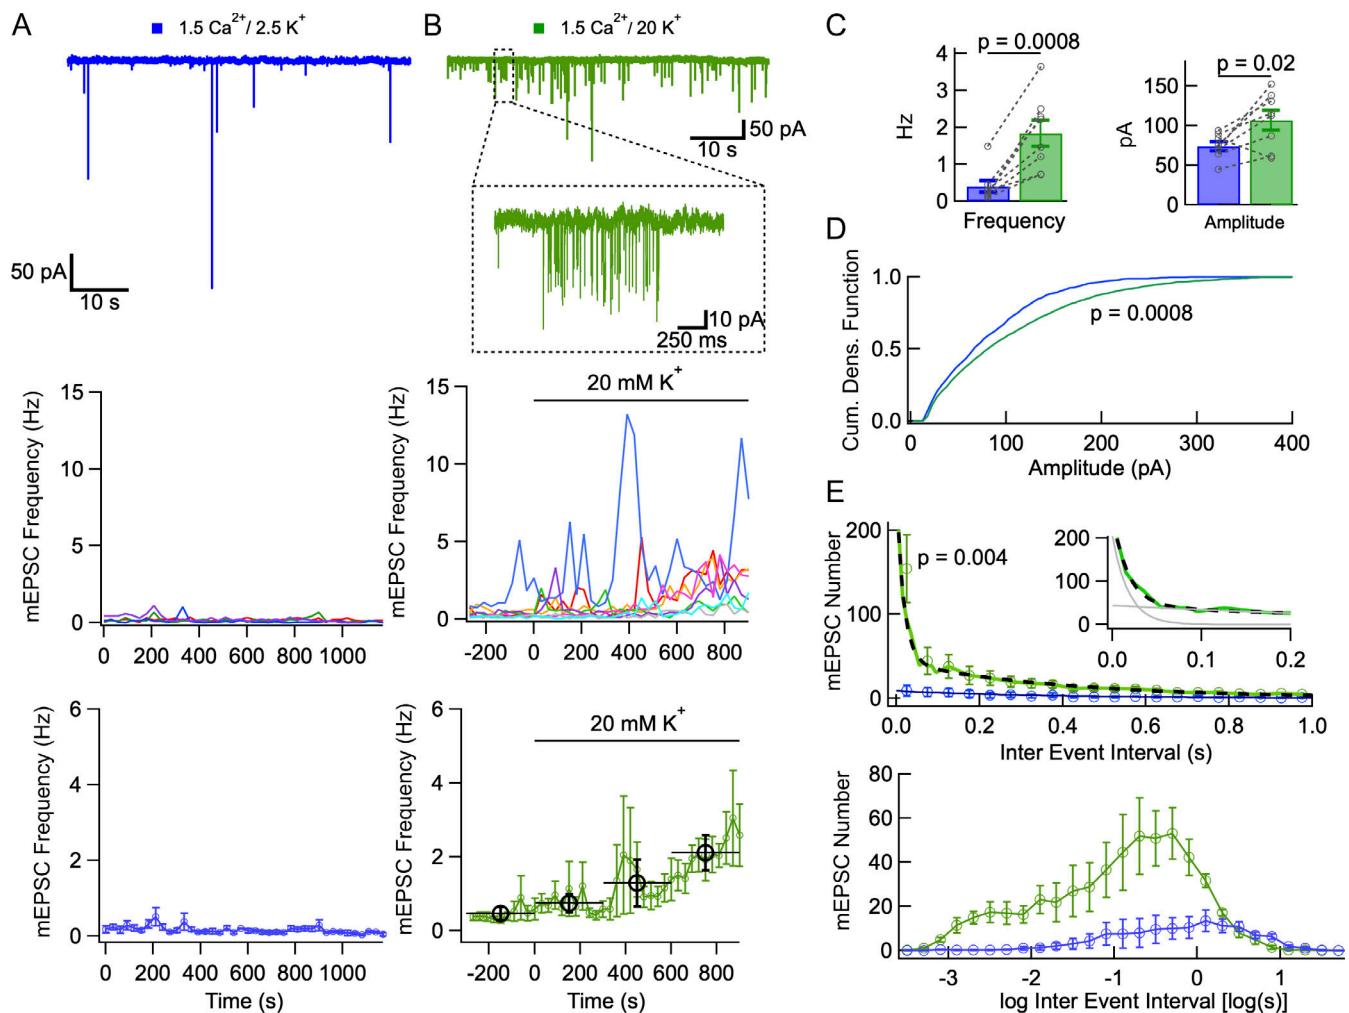 A
1.5 Ca²⁺/ 2.5 K⁺
50 pA
10 s
B
1.5 Ca²⁺/ 20 K⁺
50 pA
10 s
10 pA
250 ms
C
p = 0.0008
Hz
4
3
2
1
0
Frequency
p = 0.02
pA
150
100
50
0
Amplitude
D
Cum. Dens. Function
1.0
0.5
0.0
p = 0.0008
0 100 200 300 400
Amplitude (pA)
mEPSC Frequency (Hz)
15
10
5
0
0 200 400 600 800 1000
mEPSC Frequency (Hz)
20 mM K⁺
15
10
5
0
-200 0 200 400 600 800
E
mEPSC Number
200
100
0
p = 0.004
200
100
0
0.0 0.1 0.2
0.0 0.2 0.4 0.6 0.8 1.0
Inter Event Interval (s)
mEPSC Frequency (Hz)
6
4
2
0
0 200 400 600 800 1000
Time (s)
mEPSC Frequency (Hz)
20 mM K⁺
6
4
2
0
-200 0 200 400 600 800
Time (s)
mEPSC Number
80
60
40
20
0
-3 -2 -1 0 1
log Inter Event Interval [log(s)]